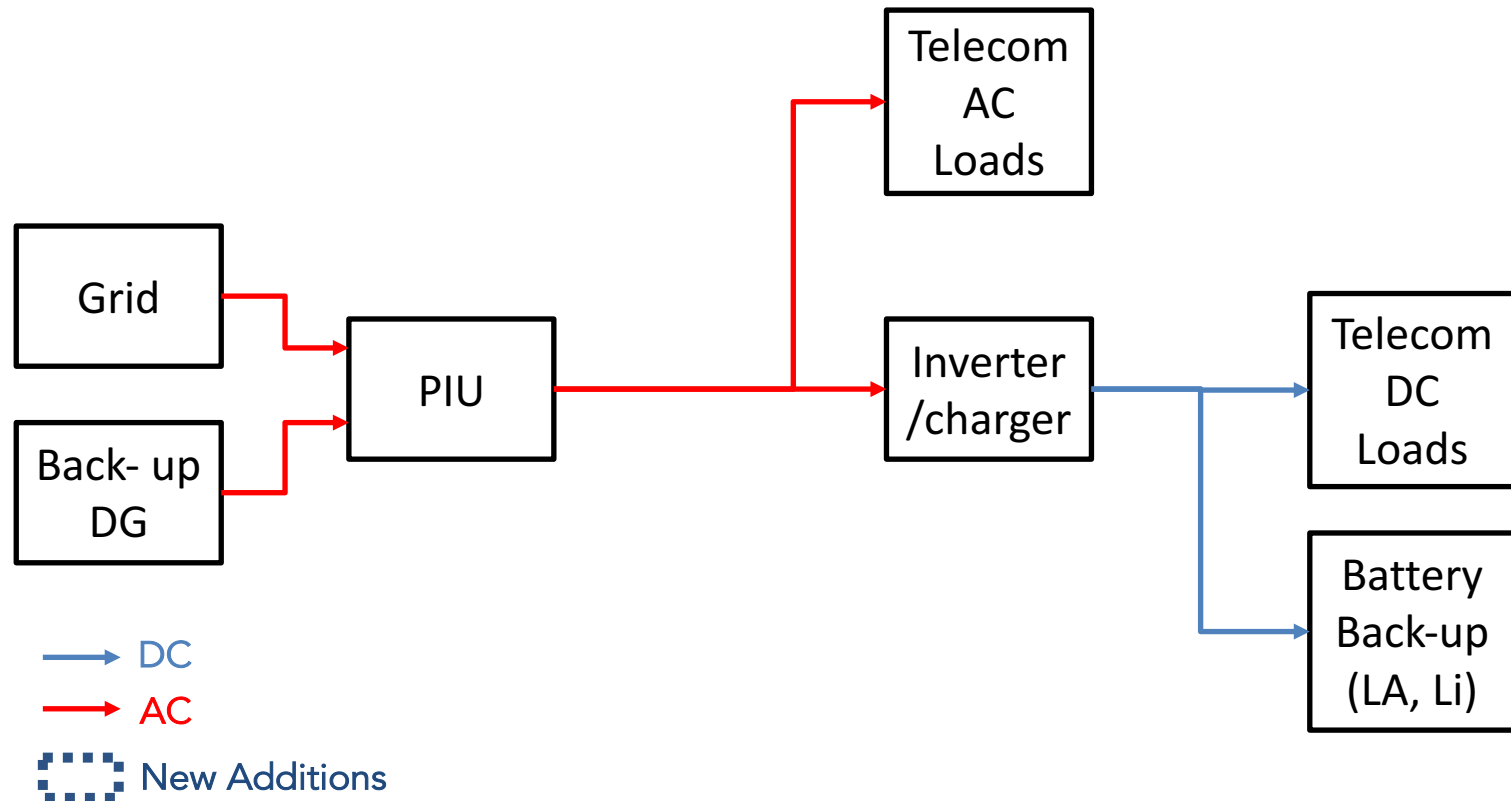 Telecom
AC
Loads
Grid
PIU
Inverter
/charger
Telecom
DC
Loads
Back- up
DG
Battery
Back-up
(LA, Li)
DC
AC
New Additions